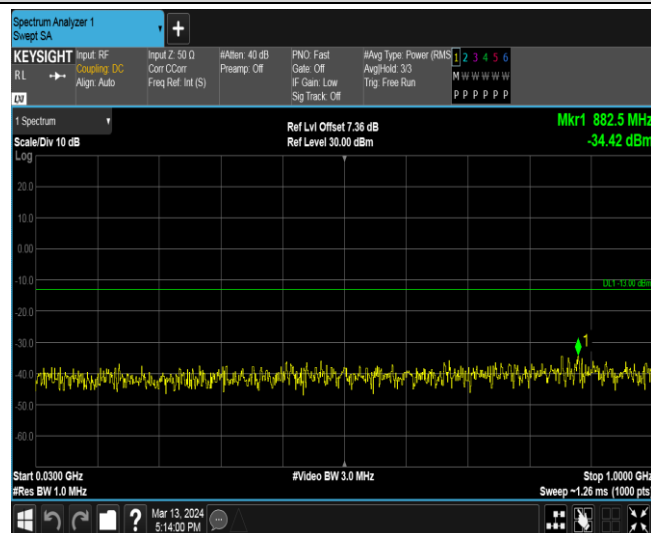 Spectrum Analyzer 1
Swept SA
+
KEYSIGHT
RL
LXI
Input: RF
Coupling: DC
Align: Auto
Input Z: 50 Ω
Corr CCorr
Freq Ref: Int (S)
#Atten: 40 dB
Preamp: Off
PNO: Fast
Gate: Off
IF Gain: Low
Sig Track: Off
#Avg Type: Power (RMS
Avg|Hold: 3/3
Trig: Free Run
1 2 3 4 5 6
M W W W W W
P P P P P P
1 Spectrum
Scale/Div 10 dB
Log
Ref Lvl Offset 7.36 dB
Ref Level 30.00 dBm
Mkr1 882.5 MHz
-34.42 dBm
20.0
10.0
0.00
-10.0
DL1 -13.00 dBm
-20.0
-30.0
1
-40.0
-50.0
-60.0
Start 0.0300 GHz
#Res BW 1.0 MHz
#Video BW 3.0 MHz
Stop 1.0000 GHz
Sweep ~1.26 ms (1000 pts)
?
Mar 13, 2024
5:14:00 PM